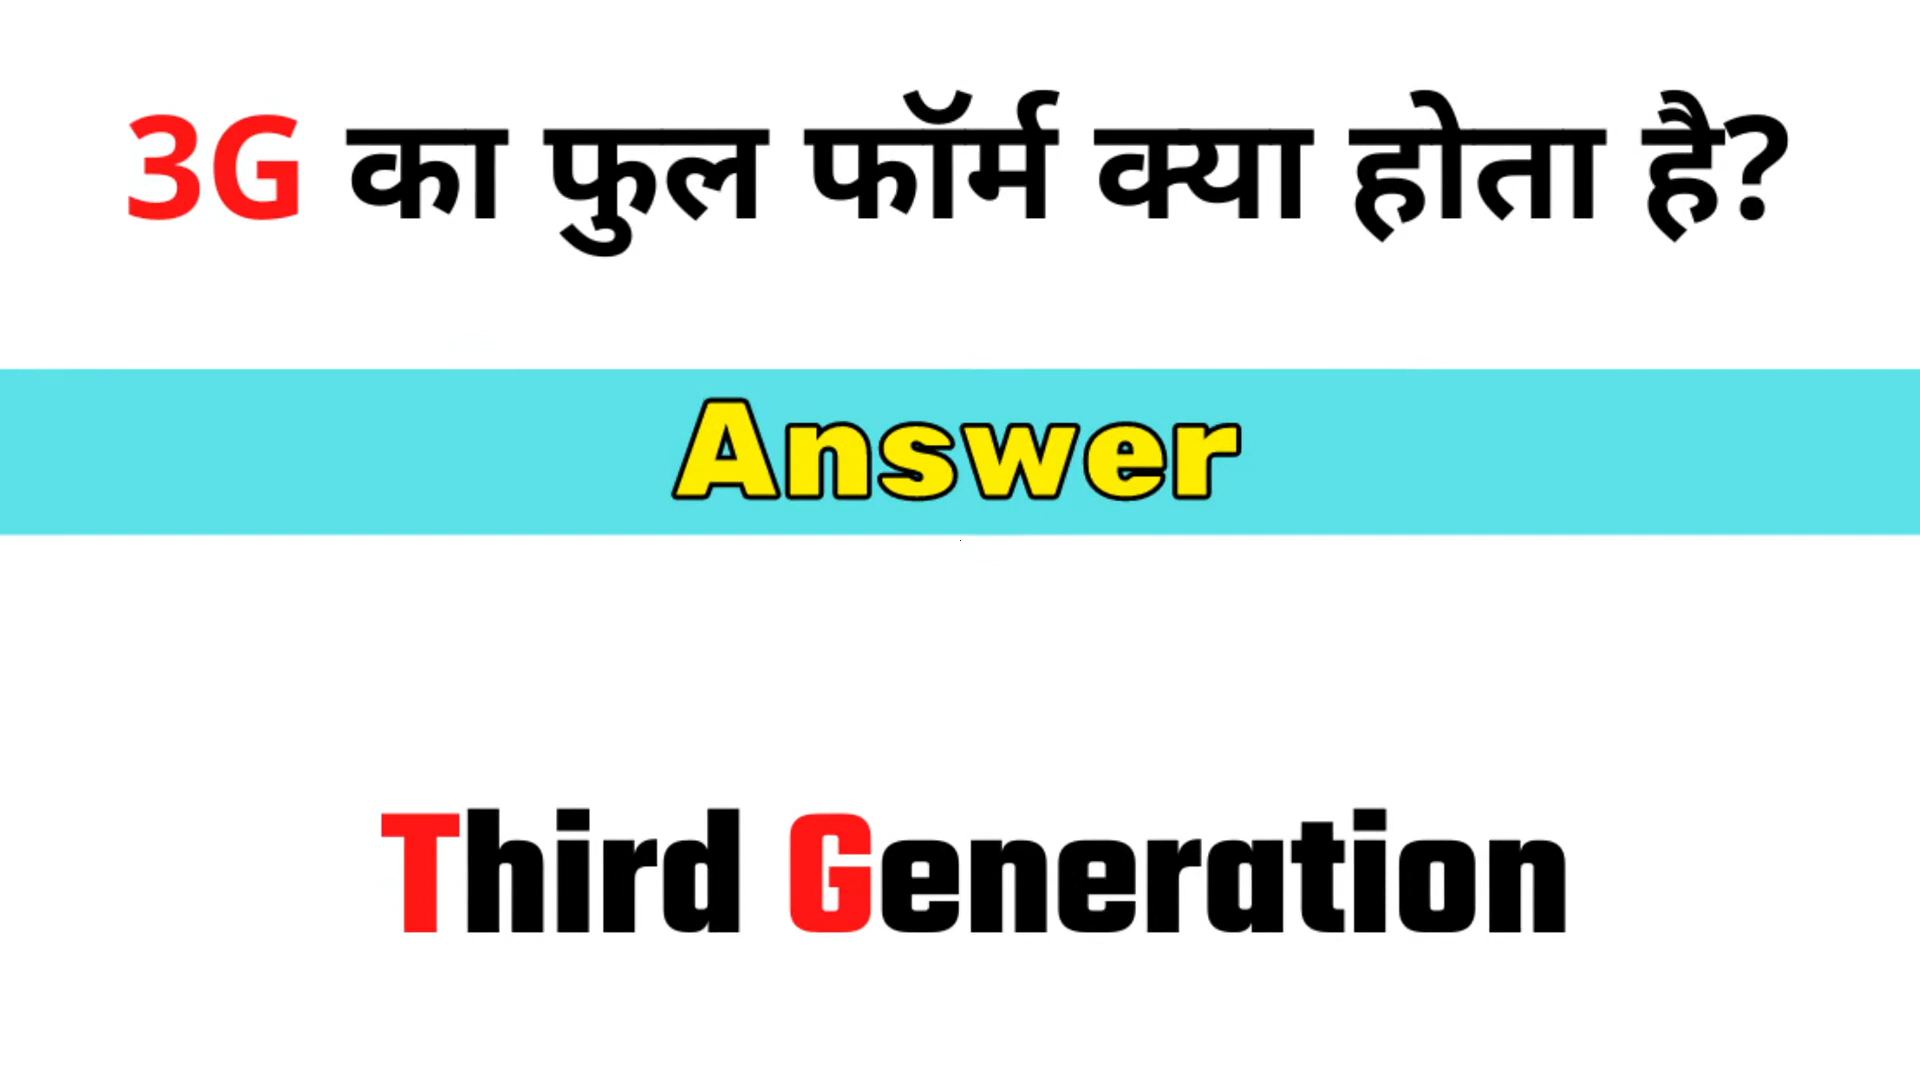 3G का फुल फॉर्म क्या होता है?
Answer
Third Generation